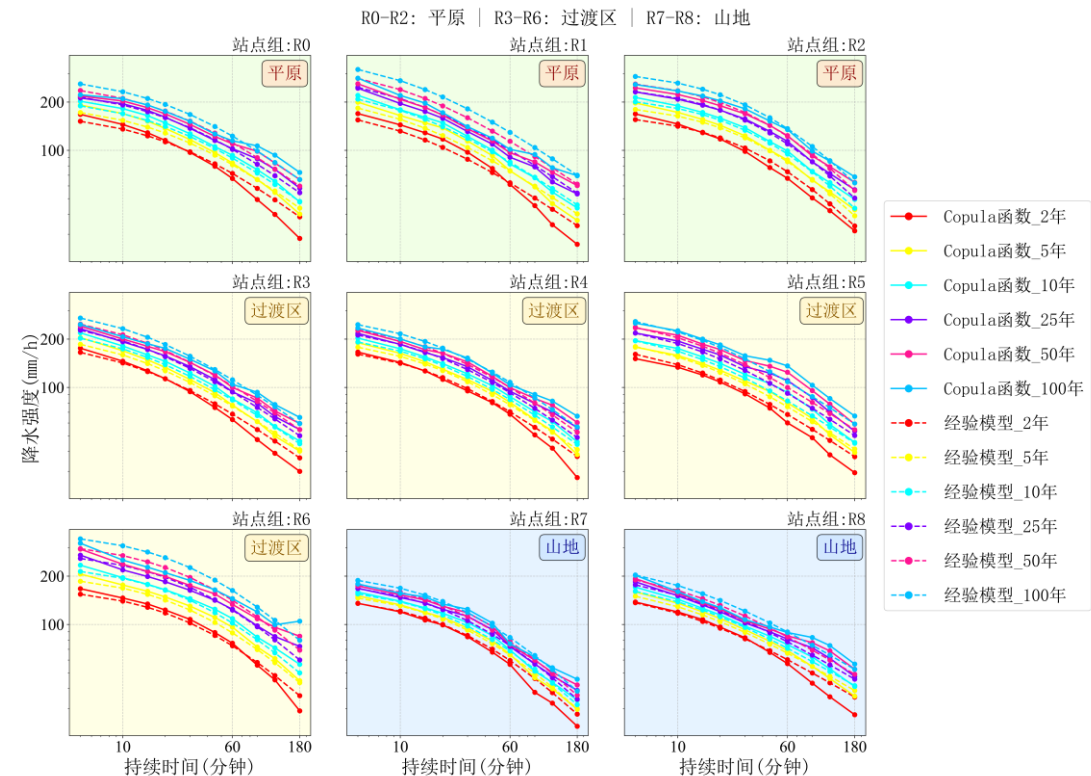 R0-R2: 平原 | R3-R6: 过渡区 | R7-R8: 山地
站点组:R0
平原
200
100
站点组:R1
平原
站点组:R2
平原
站点组:R3
过渡区
200
100
站点组:R4
过渡区
站点组:R5
过渡区
降水强度(mm/h)
站点组:R6
过渡区
200
100
10
60
180
持续时间(分钟)
站点组:R7
山地
10
60
180
持续时间(分钟)
站点组:R8
山地
10
60
180
持续时间(分钟)
Copula函数_2年
Copula函数_5年
Copula函数_10年
Copula函数_25年
Copula函数_50年
Copula函数_100年
经验模型_2年
经验模型_5年
经验模型_10年
经验模型_25年
经验模型_50年
经验模型_100年